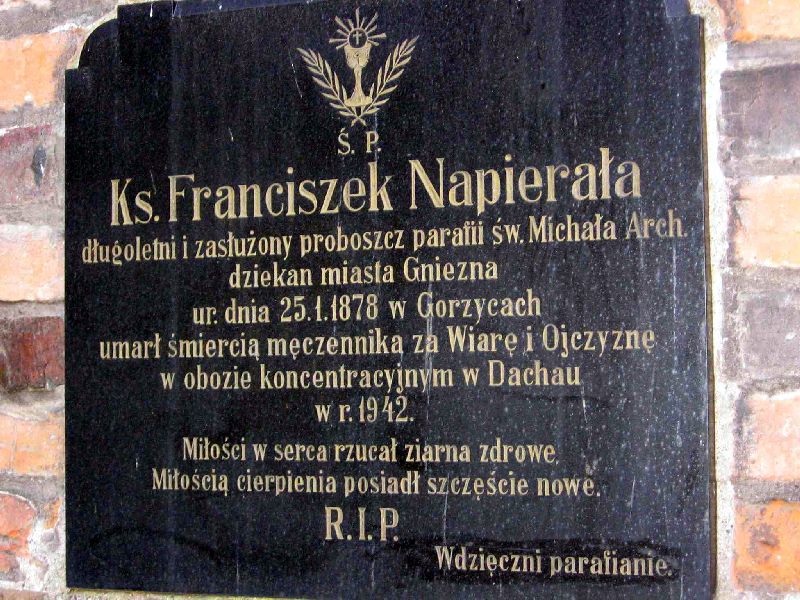 Ś. P.
Ks. Franciszek Napierała
długoletni i zasłużony proboszcz parafii św. Michała Arch.
dziekan miasta Gniezna
ur. dnia 25.1.1878 w Gorzycach
umarł śmiercią męczennika za Wiarę i Ojczyznę
w obozie koncentracyjnym w Dachau
w r. 1942.
Miłości w serca rzucał ziarna zdrowe,
Miłością cierpienia posiadł szczęście nowe.
R.I.P.
Wdzięczni parafianie.